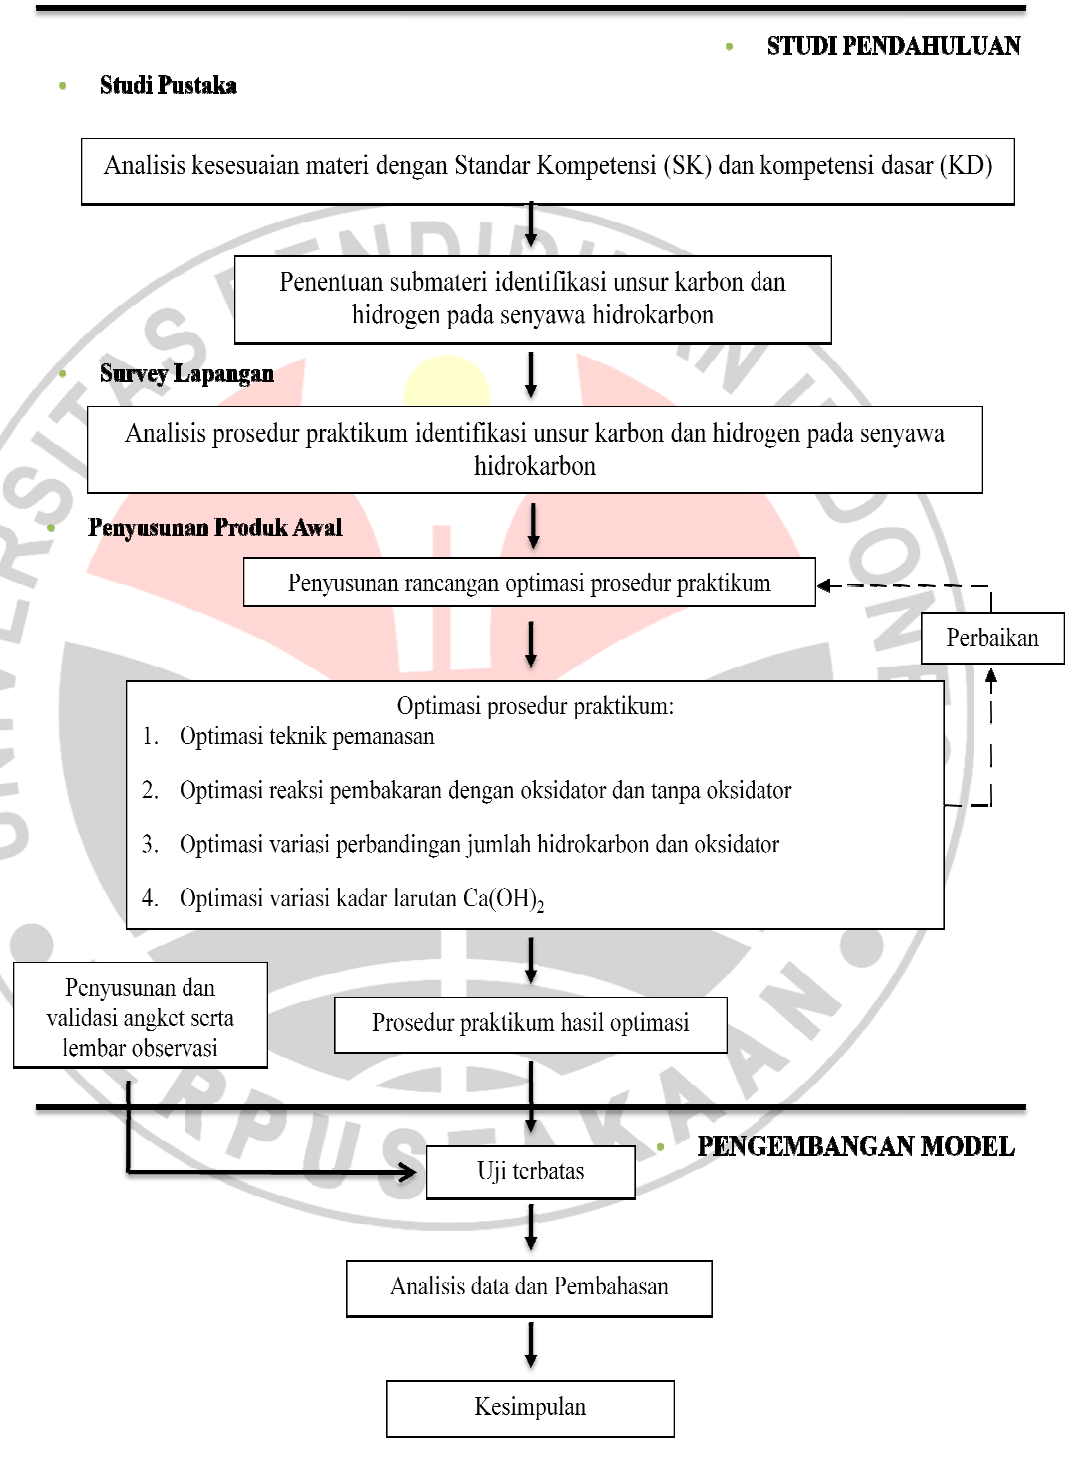 STUDI PENDAHULUAN
Studi Pustaka
Analisis kesesuaian materi dengan Standar Kompetensi (SK) dan kompetensi dasar (KD)
Penentuan submateri identifikasi unsur karbon dan
hidrogen pada senyawa hidrokarbon
Survey Lapangan
Analisis prosedur praktikum identifikasi unsur karbon dan hidrogen pada senyawa
hidrokarbon
Penyusunan Produk Awal
Penyusunan rancangan optimasi prosedur praktikum
Perbaikan
Optimasi prosedur praktikum:
1. Optimasi teknik pemanasan
2. Optimasi reaksi pembakaran dengan oksidator dan tanpa oksidator
3. Optimasi variasi perbandingan jumlah hidrokarbon dan oksidator
4. Optimasi variasi kadar larutan Ca(OH)₂
Penyusunan dan
validasi angket serta
lembar observasi
Prosedur praktikum hasil optimasi
PENGEMBANGAN MODEL
Uji terbatas
Analisis data dan Pembahasan
Kesimpulan